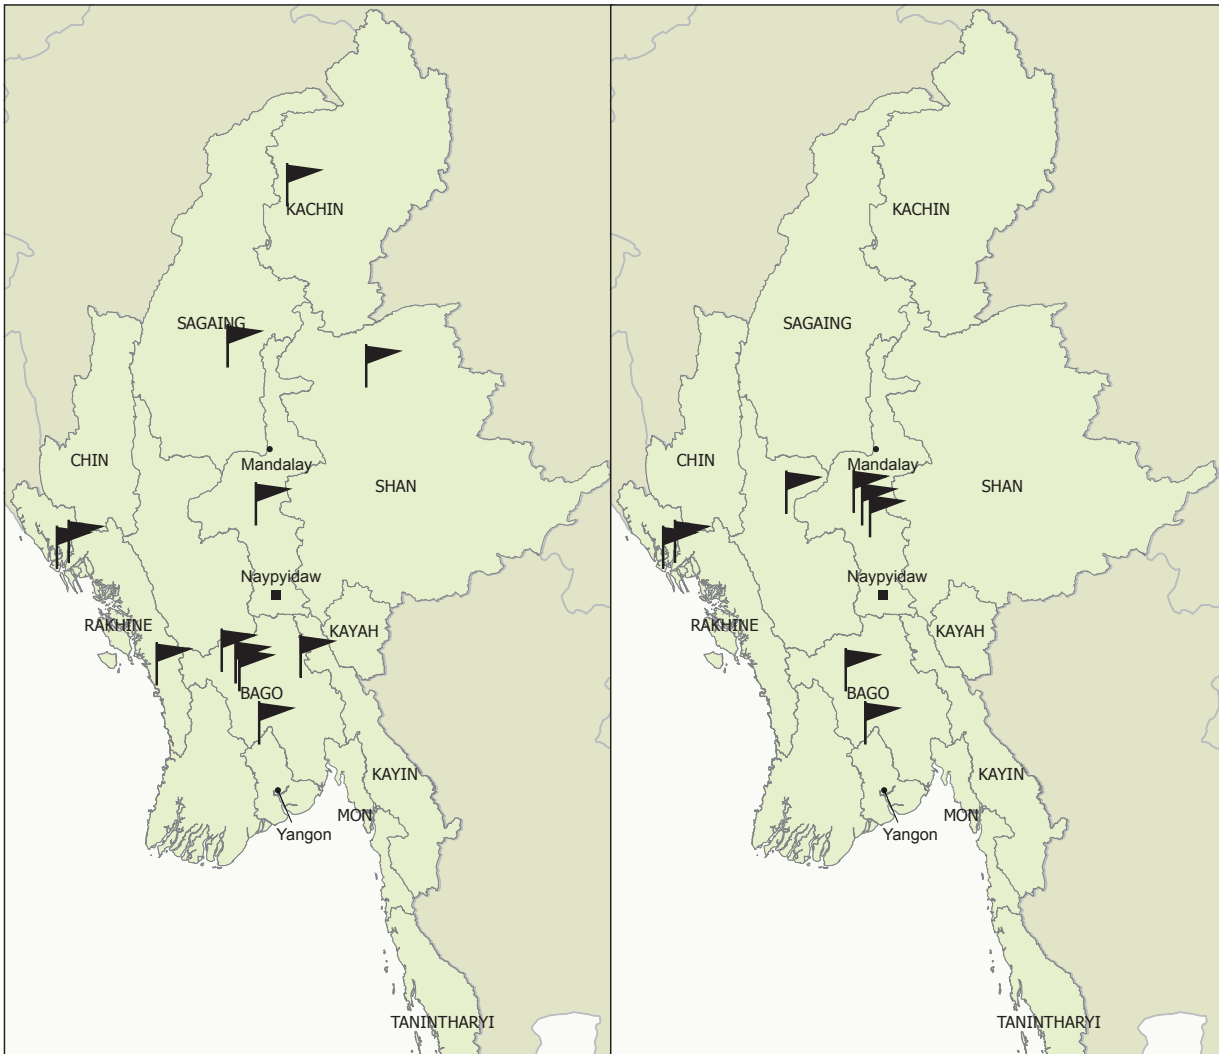 KACHIN
SAGAING
Mandalay
CHIN
SHAN
Naypyidaw
RAKHINE
KAYAH
BAGO
KAYIN
MON
Yangon
TANINTHARYI
KACHIN
SAGAING
Mandalay
CHIN
SHAN
Naypyidaw
RAKHINE
KAYAH
BAGO
KAYIN
MON
Yangon
TANINTHARYI